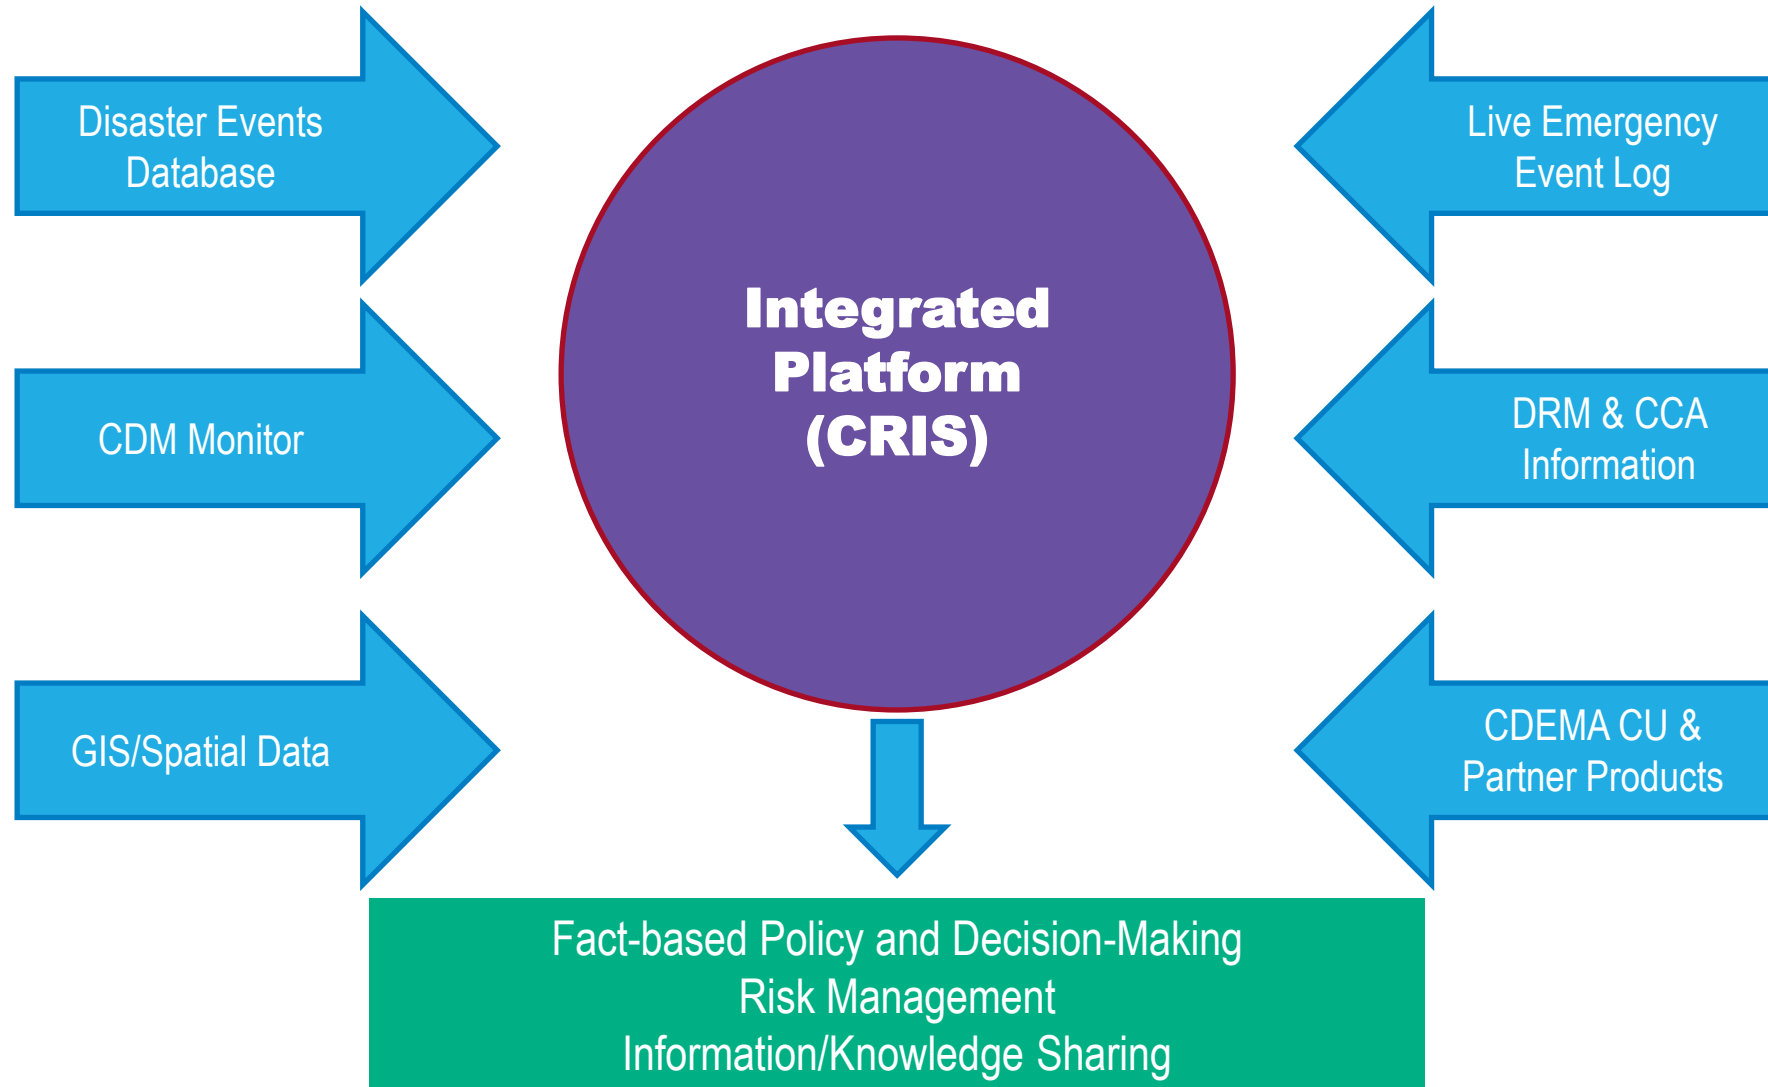 Disaster Events
Database
Live Emergency
Event Log
Integrated
Platform
(CRIS)
CDM Monitor
DRM & CCA
Information
GIS/Spatial Data
CDEMA CU &
Partner Products
Fact-based Policy and Decision-Making
Risk Management
Information/Knowledge Sharing